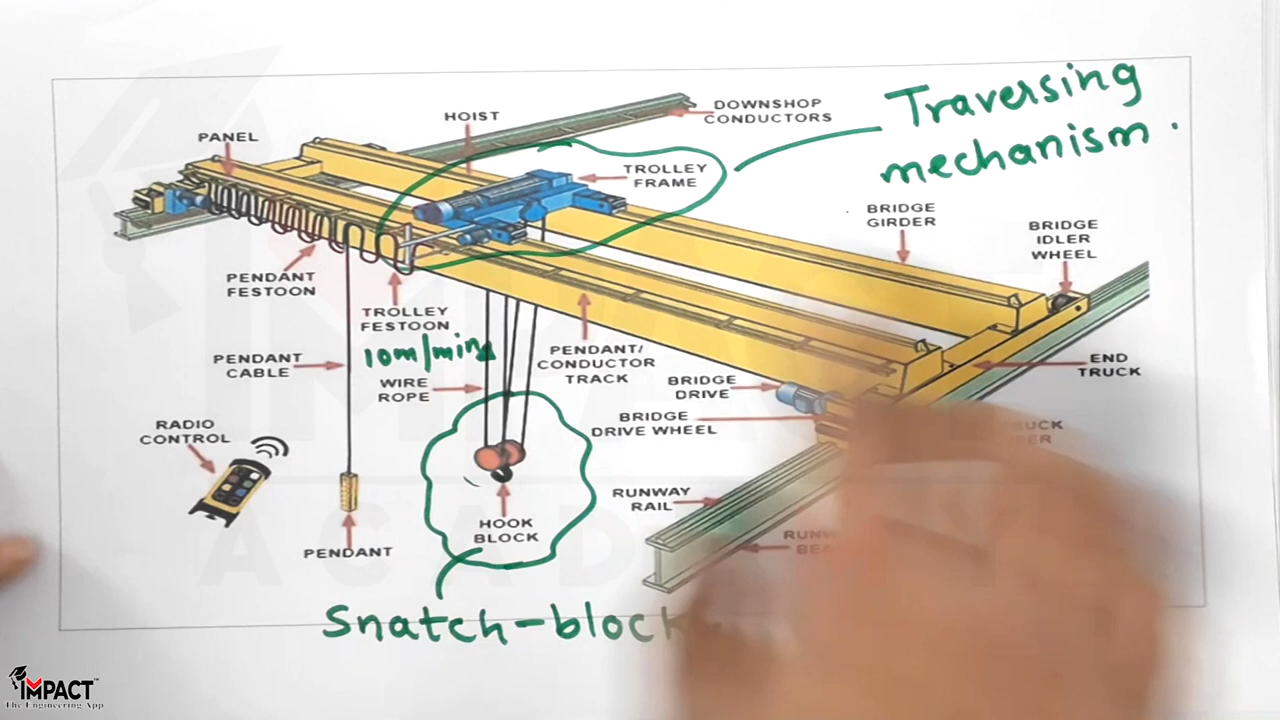 Traversing
mechanism.
DOWNSHOP
CONDUCTORS
HOIST
PANEL
TROLLEY
FRAME
BRIDGE
GIRDER
BRIDGE
IDLER
WHEEL
PENDANT
FESTOON
TROLLEY
FESTOON
10m/min
PENDANT
CABLE
WIRE
ROPE
PENDANT/
CONDUCTOR
TRACK
BRIDGE
DRIVE
END
TRUCK
BRIDGE
DRIVE WHEEL
RADIO
CONTROL
RUNWAY
RAIL
HOOK
BLOCK
PENDANT
Snatch-block
ACADEMY
IMPACT
The Engineering App